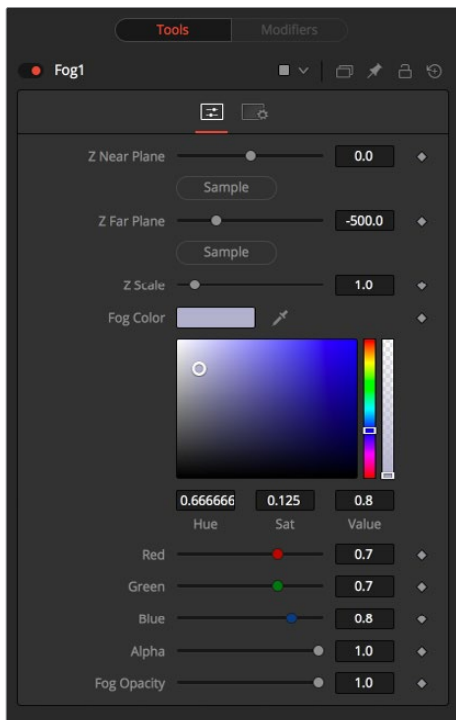 Tools Modifiers
Fog1
Z Near Plane 0.0
Sample
Z Far Plane -500.0
Sample
Z Scale 1.0
Fog Color
0.666666 0.125 0.8
Hue Sat Value
Red 0.7
Green 0.7
Blue 0.8
Alpha 1.0
Fog Opacity 1.0